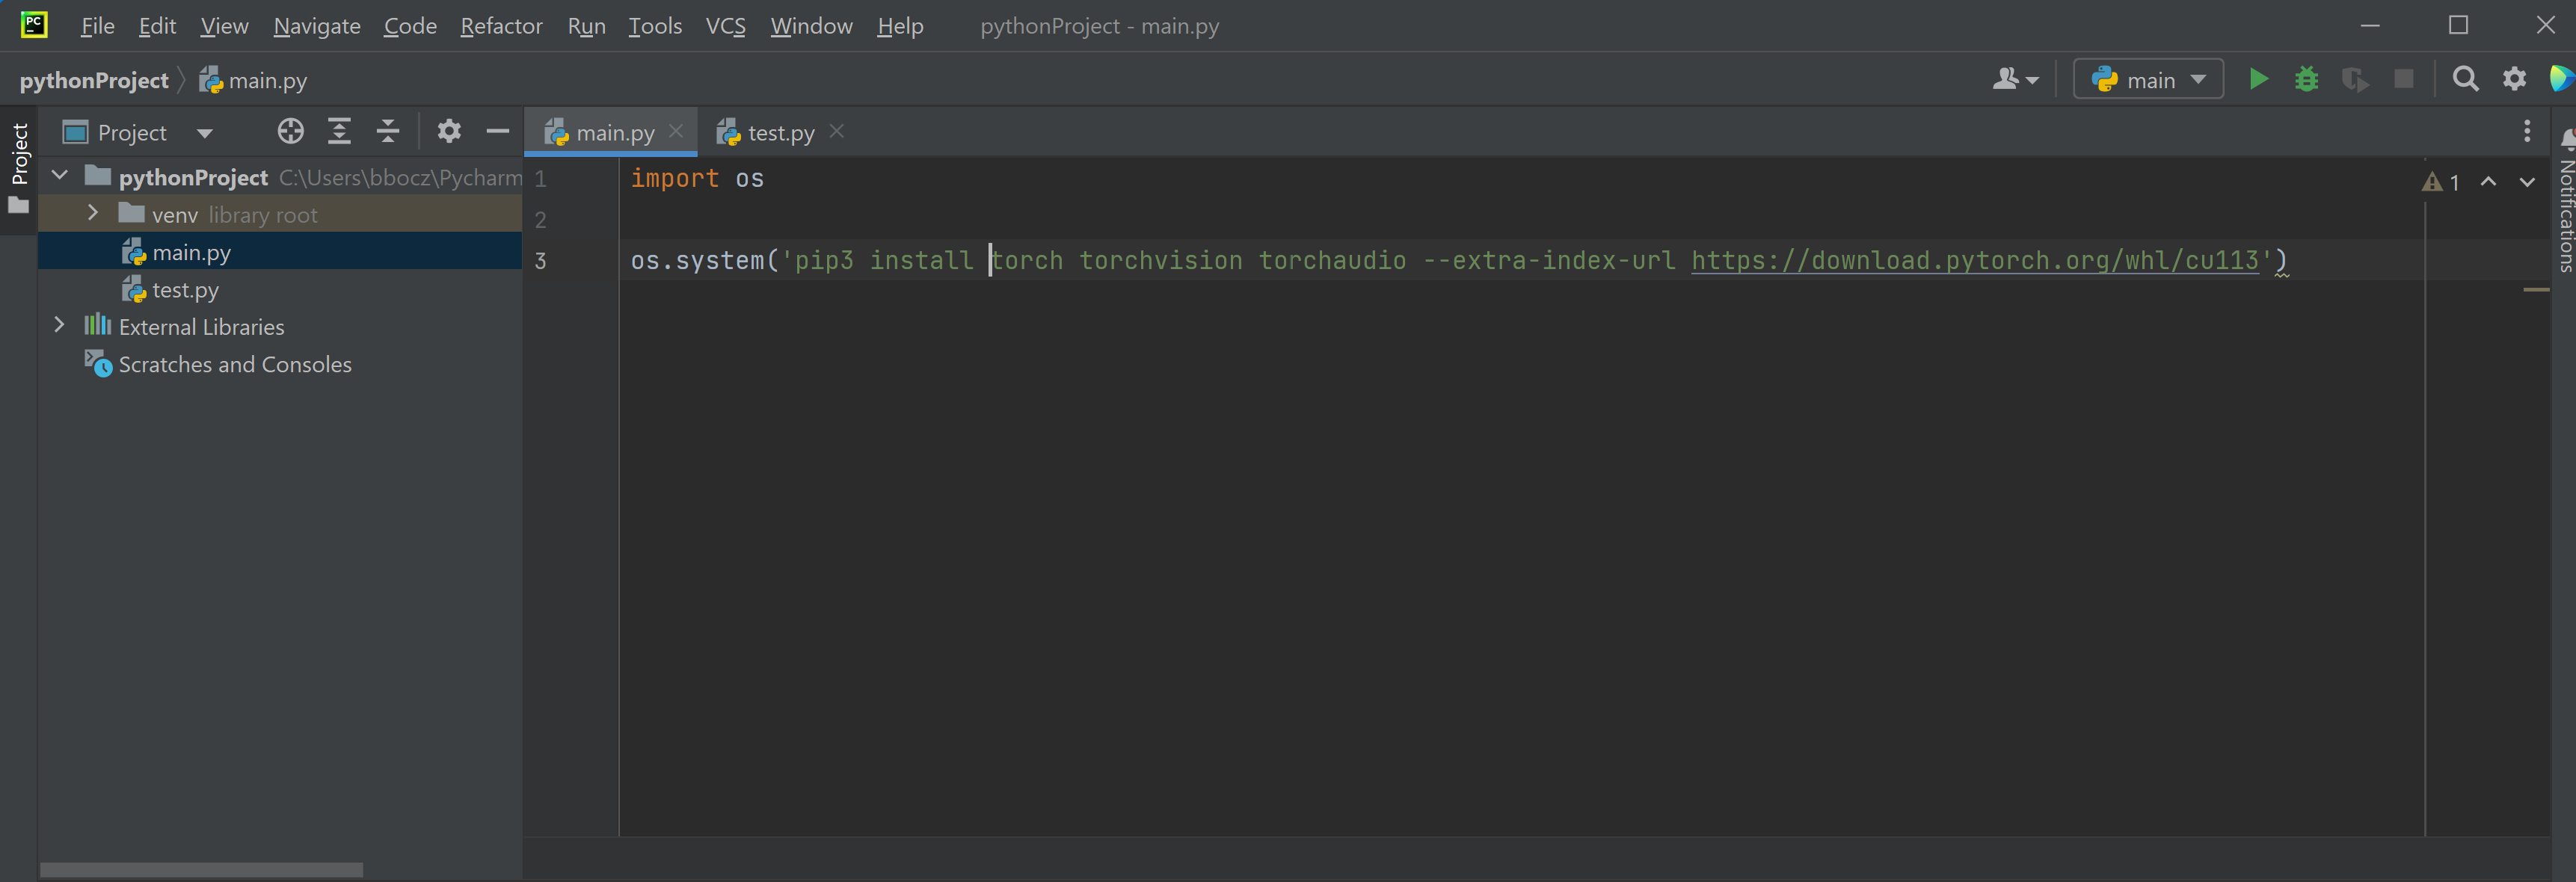 PC File Edit View Navigate Code Refactor Run Tools VCS Window Help pythonProject - main.py
pythonProject main.py main
Project Project main.py test.py
pythonProject C:\Users\bbocz\Pycharm
venv library root
main.py
test.py
External Libraries
Scratches and Consoles
1 import os
2
3 os.system('pip3 install torch torchvision torchaudio --extra-index-url https://download.pytorch.org/whl/cu113')
1
Notifications